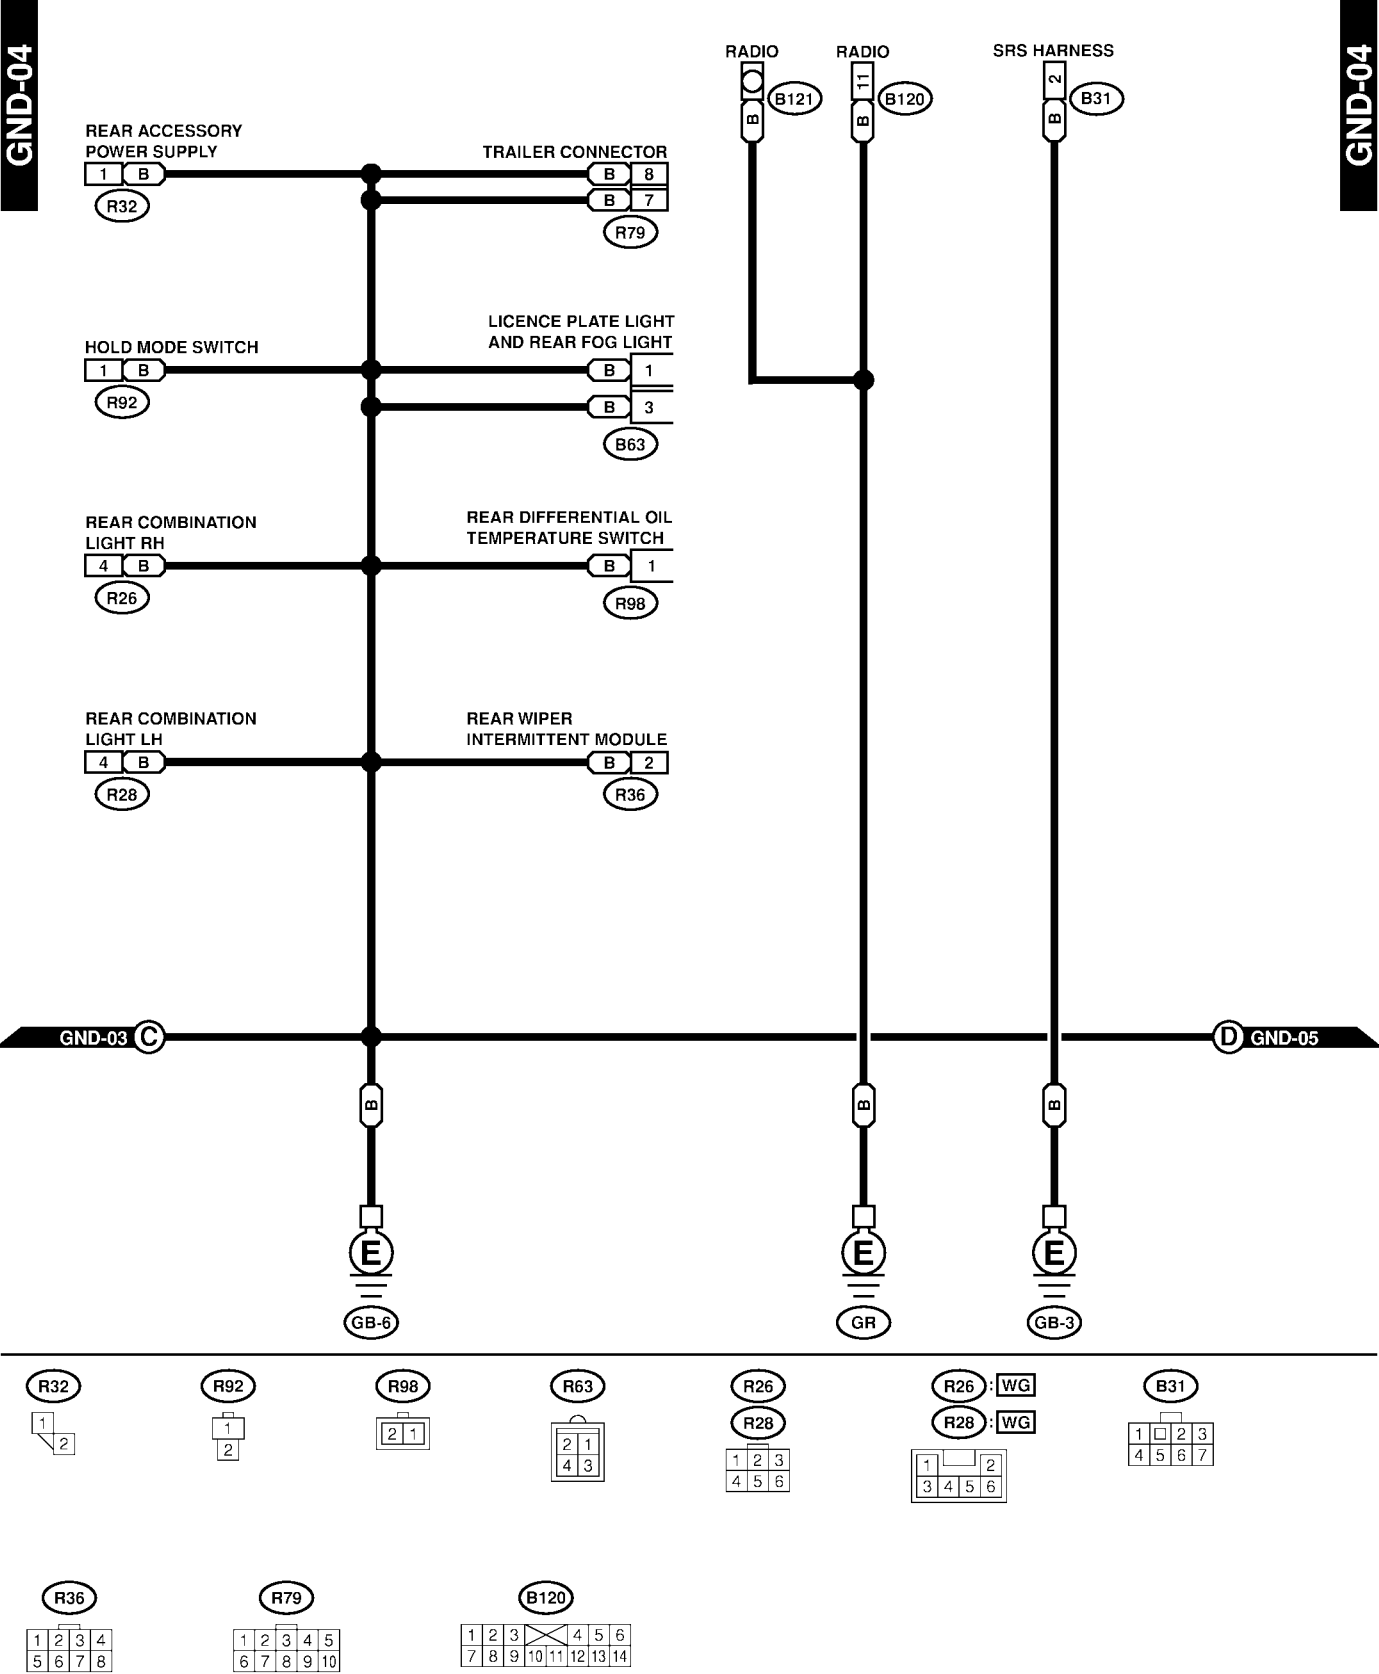 GND-04
GND-04
RADIO
RADIO
SRS HARNESS
11
2
B121
B120
B31
B
B
B
REAR ACCESSORY
POWER SUPPLY
1 B
R32
TRAILER CONNECTOR
B 8
B 7
R79
HOLD MODE SWITCH
1 B
R92
LICENCE PLATE LIGHT
AND REAR FOG LIGHT
B 1
B 3
B63
REAR COMBINATION
LIGHT RH
4 B
R26
REAR DIFFERENTIAL OIL
TEMPERATURE SWITCH
B 1
R98
REAR COMBINATION
LIGHT LH
4 B
R28
REAR WIPER
INTERMITTENT MODULE
B 2
R36
GND-03 C
D GND-05
B
B
B
E
E
E
GB-6
GR
GB-3
R32
1
2
R92
1
2
R98
2 1
R63
2 1
4 3
R26
R28
1 2 3
4 5 6
R26 : WG
R28 : WG
1 2
3 4 5 6
B31
1 2 3
4 5 6 7
R36
1 2 3 4
5 6 7 8
R79
1 2 3 4 5
6 7 8 9 10
B120
1 2 3 4 5 6
7 8 9 10 11 12 13 14